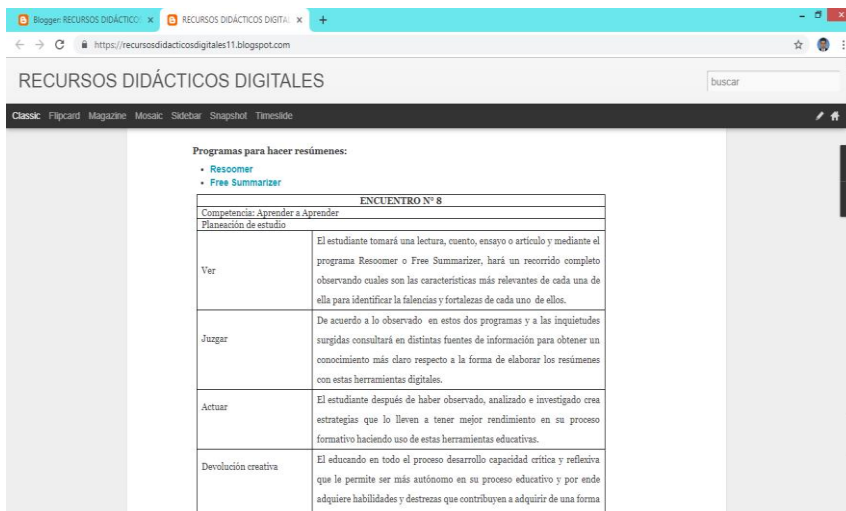 Blogger: RECURSOS DIDÁCTICO
RECURSOS DIDÁCTICOS DIGITAL
https://recursosdidacticosdigitales11.blogspot.com
RECURSOS DIDÁCTICOS DIGITALES
buscar
Classic Flipcard Magazine Mosaic Sidebar Snapshot Timeslide
Programas para hacer resúmenes:
• Resoomer
• Free Summarizer
ENCUENTRO N° 8
Competencia: Aprender a Aprender
Planeación de estudio
Ver
El estudiante tomará una lectura, cuento, ensayo o artículo y mediante el
programa Resoomer o Free Summarizer, hará un recorrido completo
observando cuales son las características más relevantes de cada una de
ella para identificar la falencias y fortalezas de cada uno de ellos.
Juzgar
De acuerdo a lo observado en estos dos programas y a las inquietudes
surgidas consultará en distintas fuentes de información para obtener un
conocimiento más claro respecto a la forma de elaborar los resúmenes
con estas herramientas digitales.
Actuar
El estudiante después de haber observado, analizado e investigado crea
estrategias que lo lleven a tener mejor rendimiento en su proceso
formativo haciendo uso de estas herramientas educativas.
Devolución creativa
El educando en todo el proceso desarrollo capacidad crítica y reflexiva
que le permite ser más autónomo en su proceso educativo y por ende
adquiere habilidades y destrezas que contribuyen a adquirir de una forma